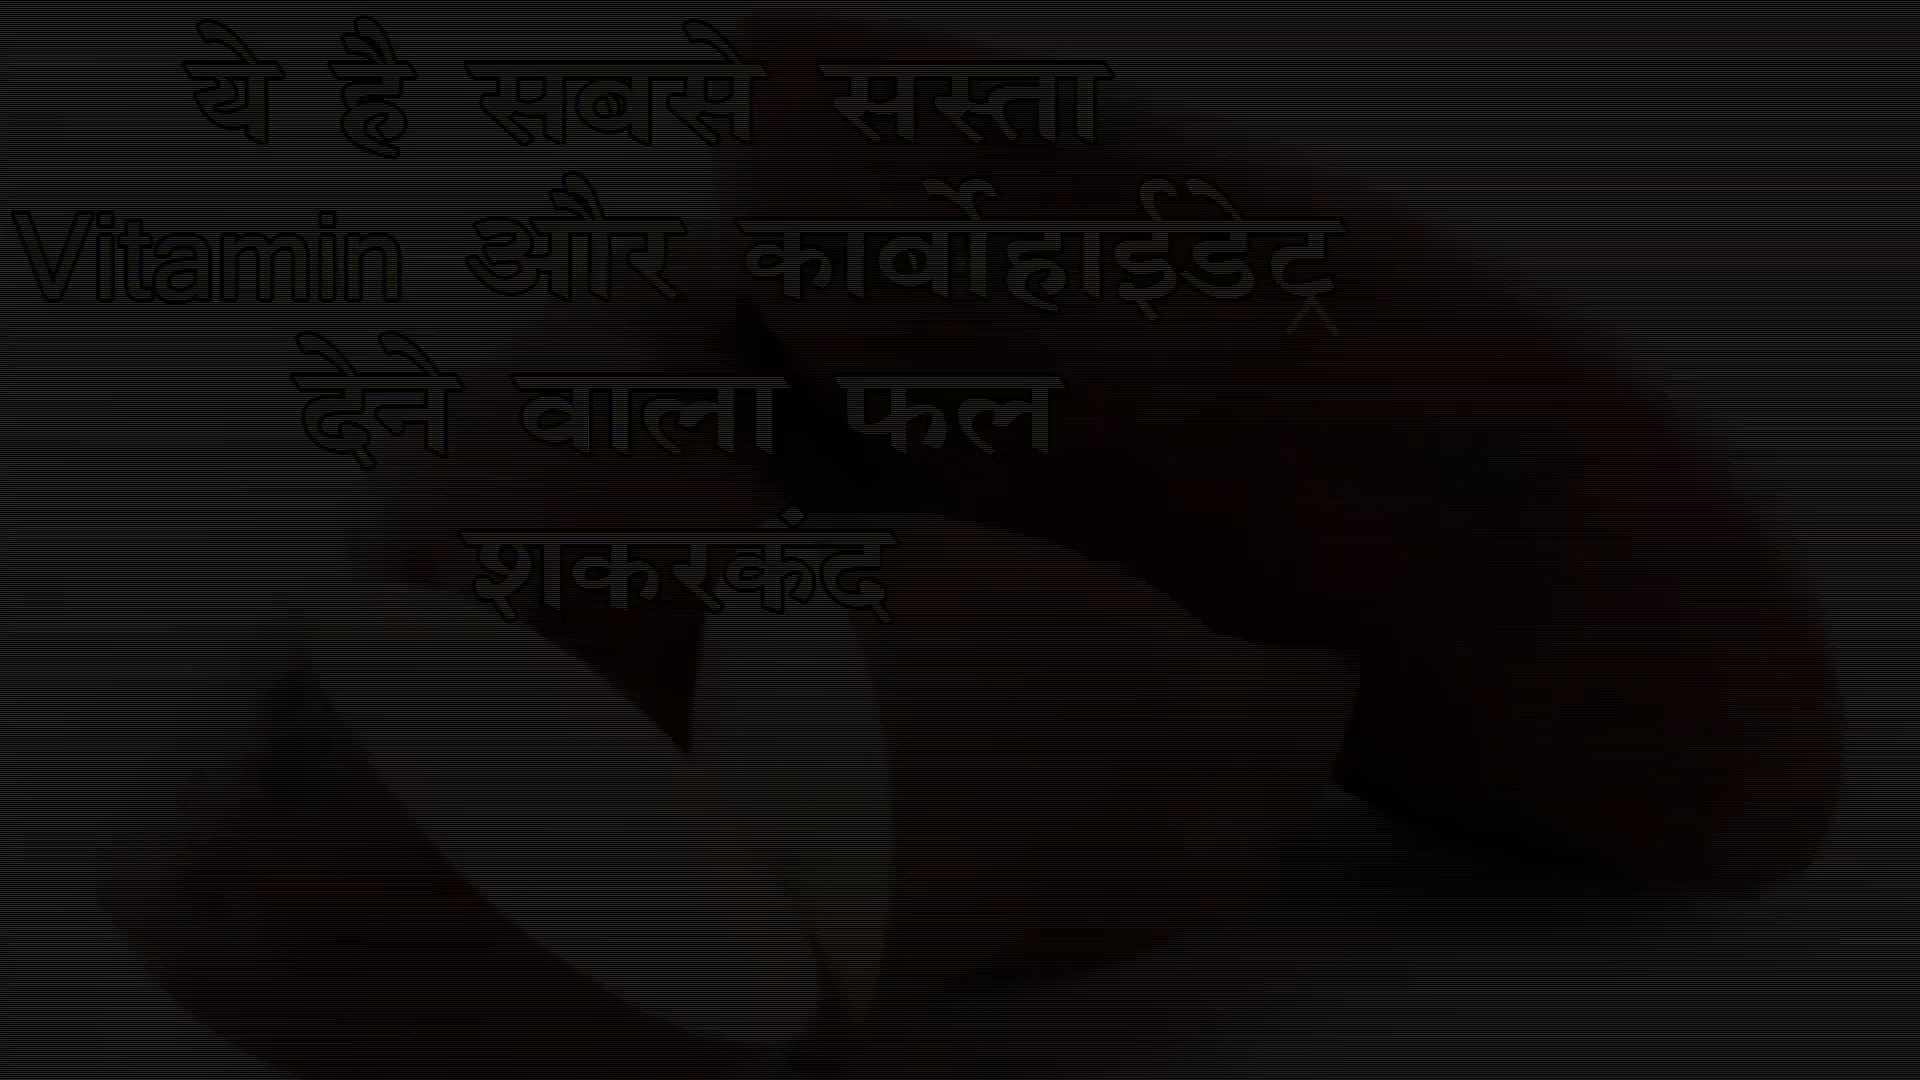 ये है सबसे सस्ता
Vitamin और कार्बोहाईडेट्र
देने वाला फल
शकरकंद